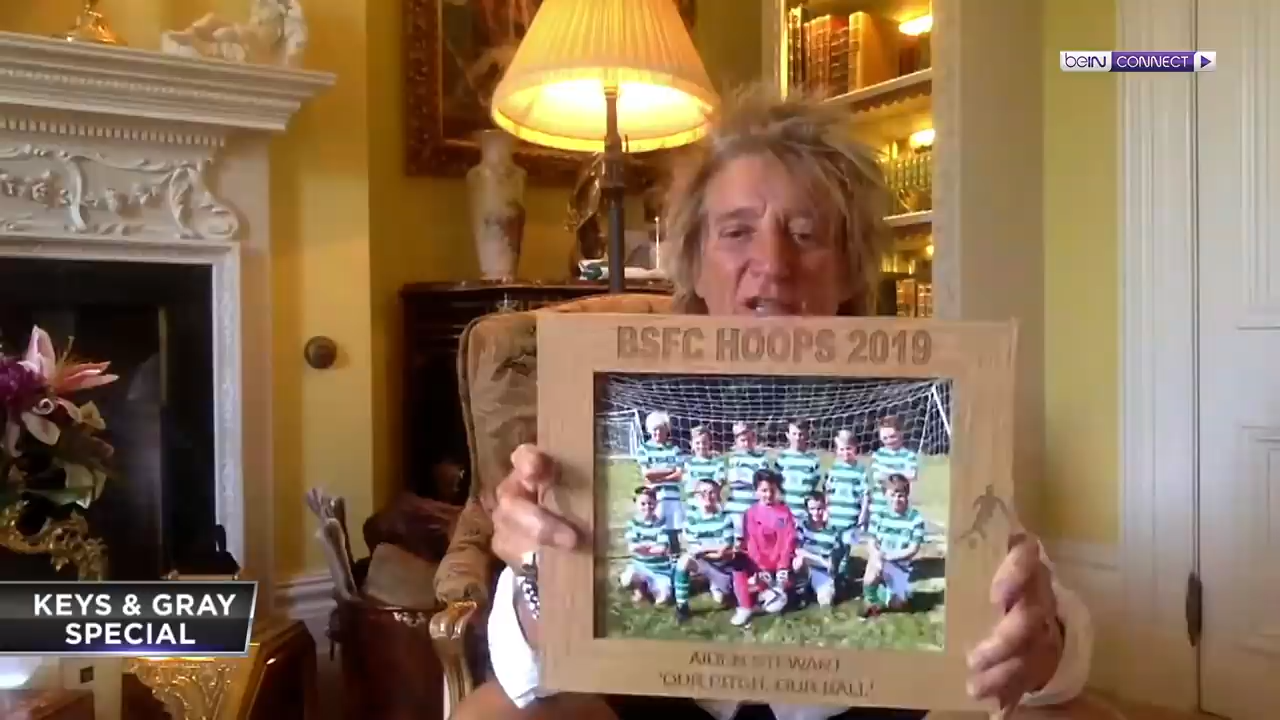 beIN CONNECT
BSFC HOOPS 2019
KEYS & GRAY
SPECIAL
AIDEN STEWART
'OUR PITCH, OUR BALL'